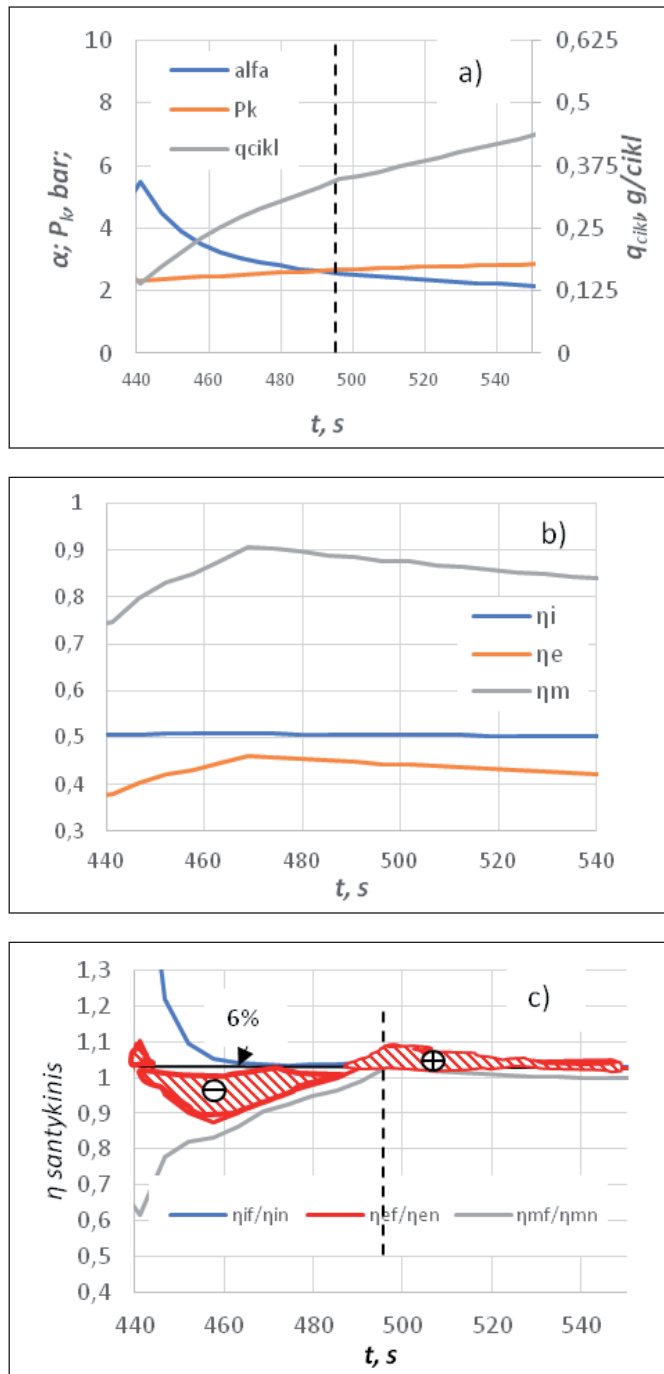 a)
10
8
6
4
2
0
alfa
Pk
qcikl
0,625
0,5
0,375
0,25
0,125
0
α; Pk, bar;
qcikl, g/cikl
440 460 480 500 520 540
t, s
b)
1
0,9
0,8
0,7
0,6
0,5
0,4
0,3
ηi
ηe
ηm
440 460 480 500 520 540
t, s
c)
1,3
1,2
1,1
1
0,9
0,8
0,7
0,6
0,5
0,4
6%
η santykinis
ηif/ηin ηef/ηen ηmf/ηmn
440 460 480 500 520 540
t, s